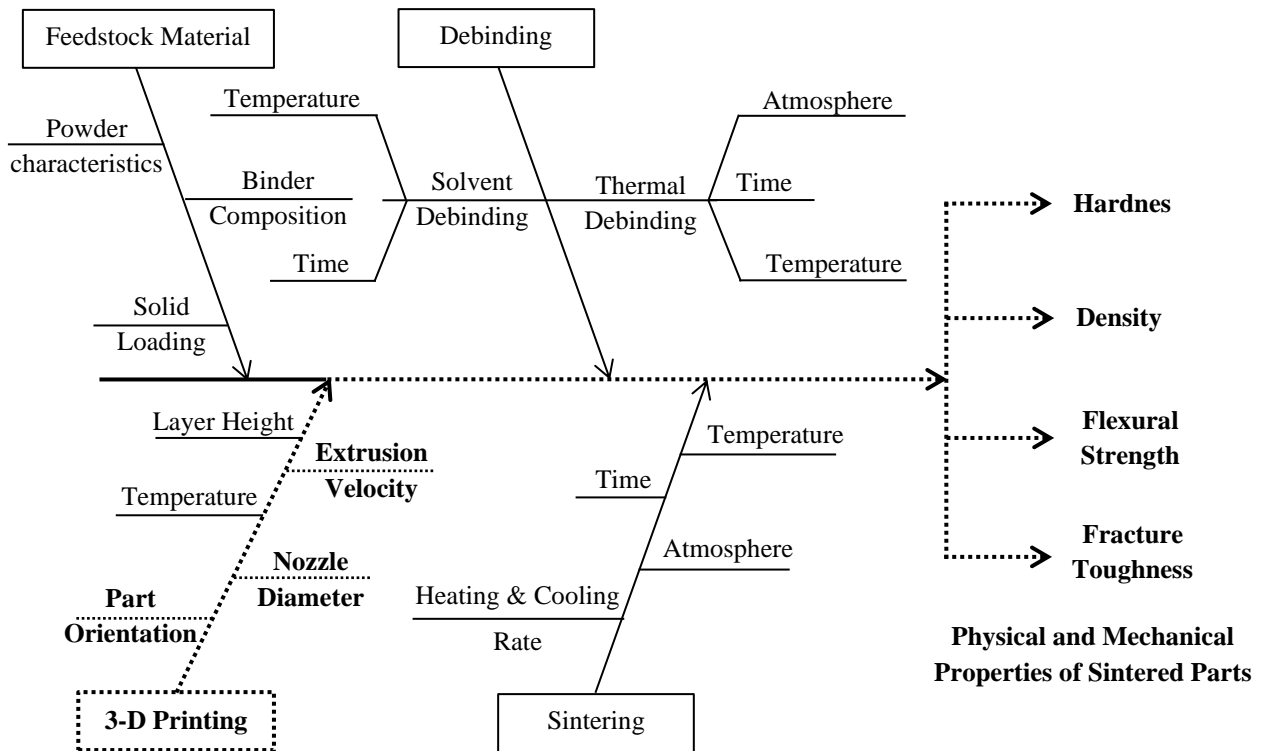 Feedstock Material
Debinding
Temperature
Atmosphere
Powder
characteristics
Binder
Composition
Solvent
Debinding
Thermal
Debinding
Time
Time
Temperature
Solid
Loading
Hardnes
Density
Flexural
Strength
Fracture
Toughness
Layer Height
Extrusion
Velocity
Temperature
Nozzle
Diameter
Part
Orientation
3-D Printing
Temperature
Time
Atmosphere
Heating & Cooling
Rate
Sintering
Physical and Mechanical
Properties of Sintered Parts